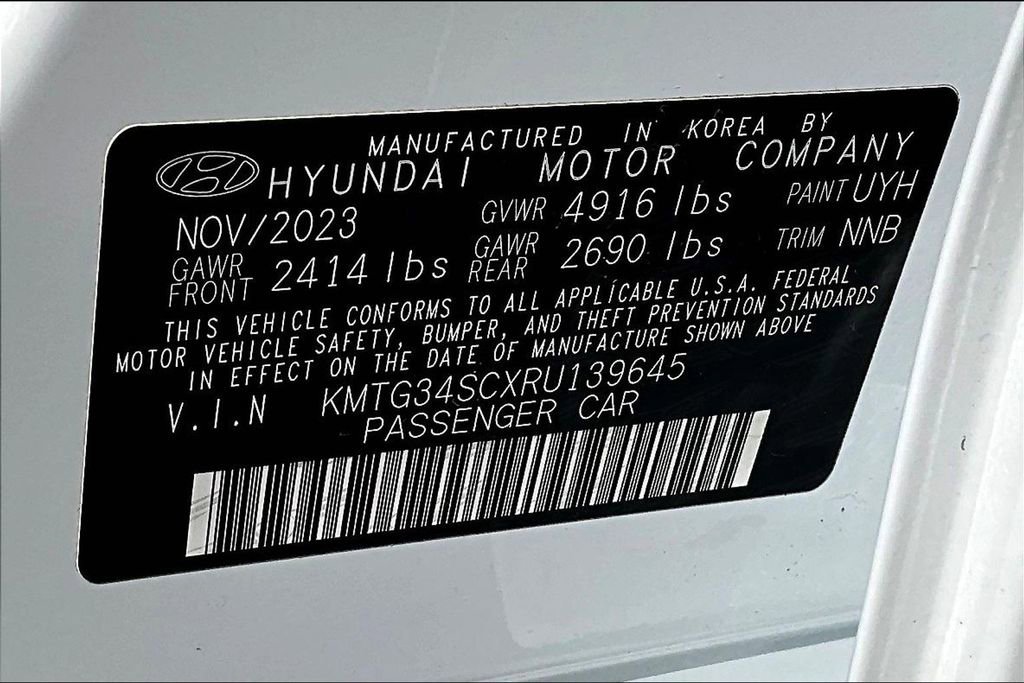 MANUFACTURED IN KOREA BY
HYUNDAI MOTOR COMPANY
NOV/2023 GVWR 4916 lbs PAINT UYH
GAWR FRONT 2414 lbs GAWR REAR 2690 lbs TRIM NNB
THIS VEHICLE CONFORMS TO ALL APPLICABLE U.S.A. FEDERAL
MOTOR VEHICLE SAFETY, BUMPER, AND THEFT PREVENTION STANDARDS
IN EFFECT ON THE DATE OF MANUFACTURE SHOWN ABOVE
V.I.N KMTG34SCXRU139645
PASSENGER CAR